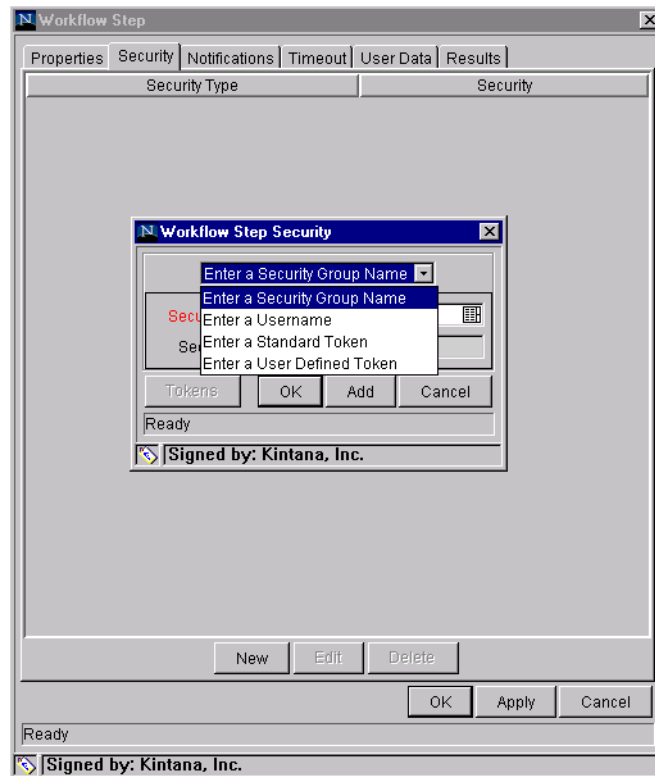 Workflow Step
Properties Security Notifications Timeout User Data Results
Security Type Security
Workflow Step Security
Enter a Security Group Name
Enter a Security Group Name
Enter a Username
Enter a Standard Token
Enter a User Defined Token
Tokens OK Add Cancel
Ready
Signed by: Kintana, Inc.
New Edit Delete
OK Apply Cancel
Ready
Signed by: Kintana, Inc.